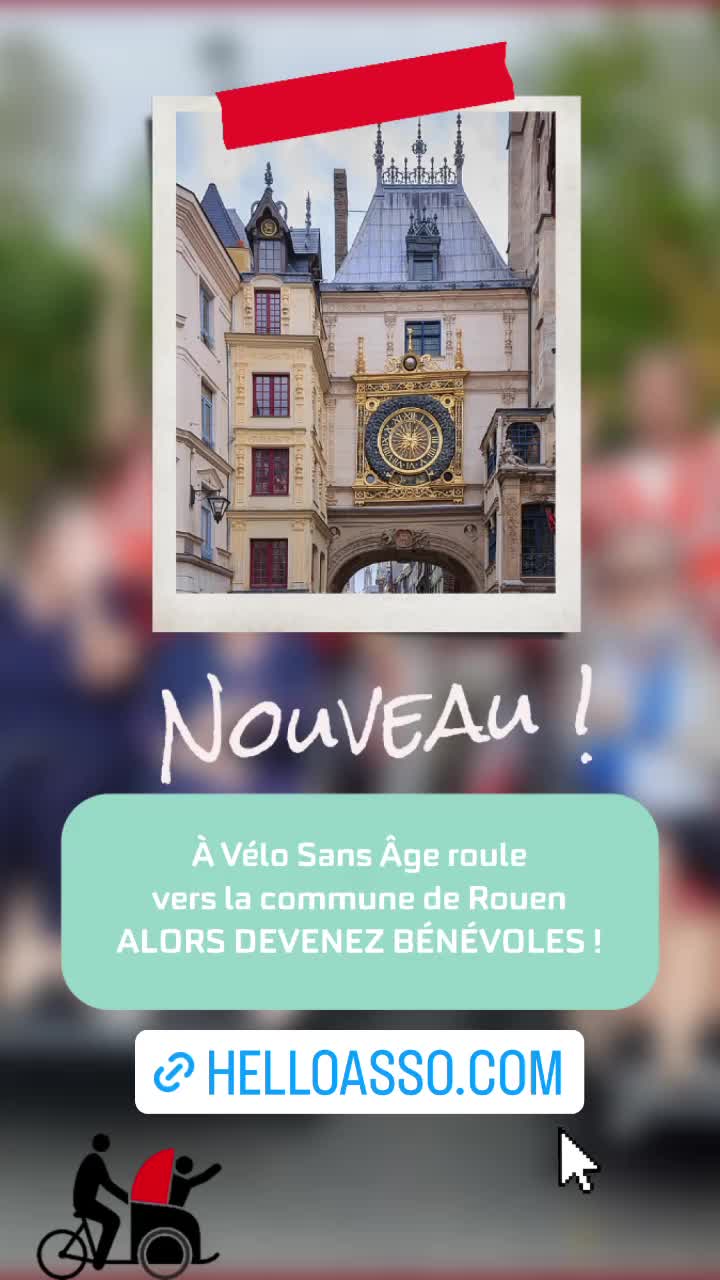 Nouveau !
À Vélo Sans Âge roule
vers la commune de Rouen
ALORS DEVENEZ BÉNÉVOLES !
HELLOASSO.COM